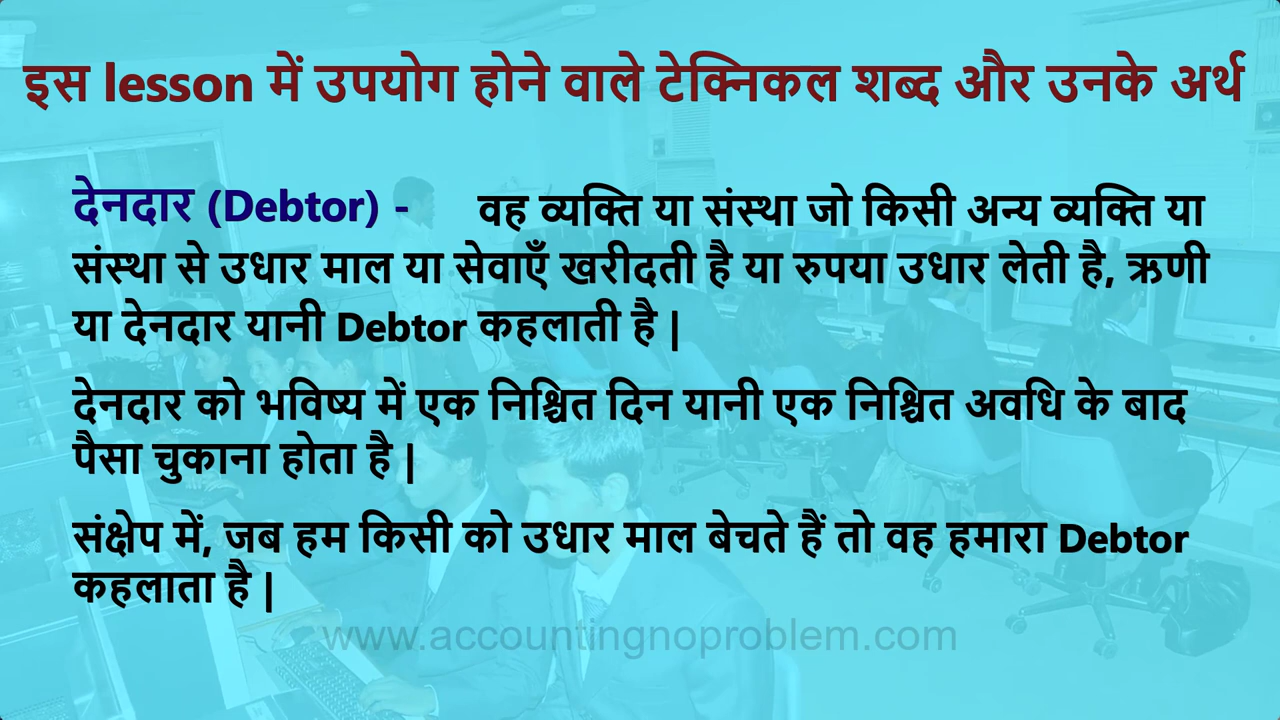 इस lesson में उपयोग होने वाले टेक्निकल शब्द और उनके अर्थ
देनदार (Debtor) - वह व्यक्ति या संस्था जो किसी अन्य व्यक्ति या
संस्था से उधार माल या सेवाएँ खरीदती है या रुपया उधार लेती है, ऋणी
या देनदार यानी Debtor कहलाती है |
देनदार को भविष्य में एक निश्चित दिन यानी एक निश्चित अवधि के बाद
पैसा चुकाना होता है |
संक्षेप में, जब हम किसी को उधार माल बेचते हैं तो वह हमारा Debtor
कहलाता है |
www.accountingnoproblem.com